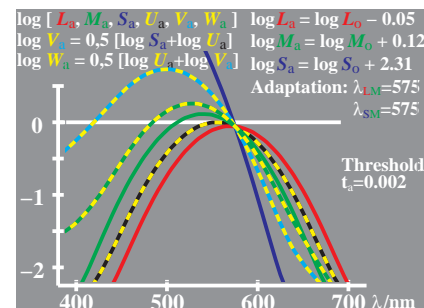 log [ Lₐ, Mₐ, Sₐ, Uₐ, Vₐ, Wₐ ]
log Vₐ = 0,5 [log Sₐ+log Uₐ]
log Wₐ = 0,5 [log Uₐ+log Vₐ]
log Lₐ = log Lₒ − 0.05
log Mₐ = log Mₒ + 0.12
log Sₐ = log Sₒ + 2.31
Adaptation: λLM=575
λSM=575
0
−1
−2
Threshold
tₐ=0.002
400 500 600 700 λ/nm